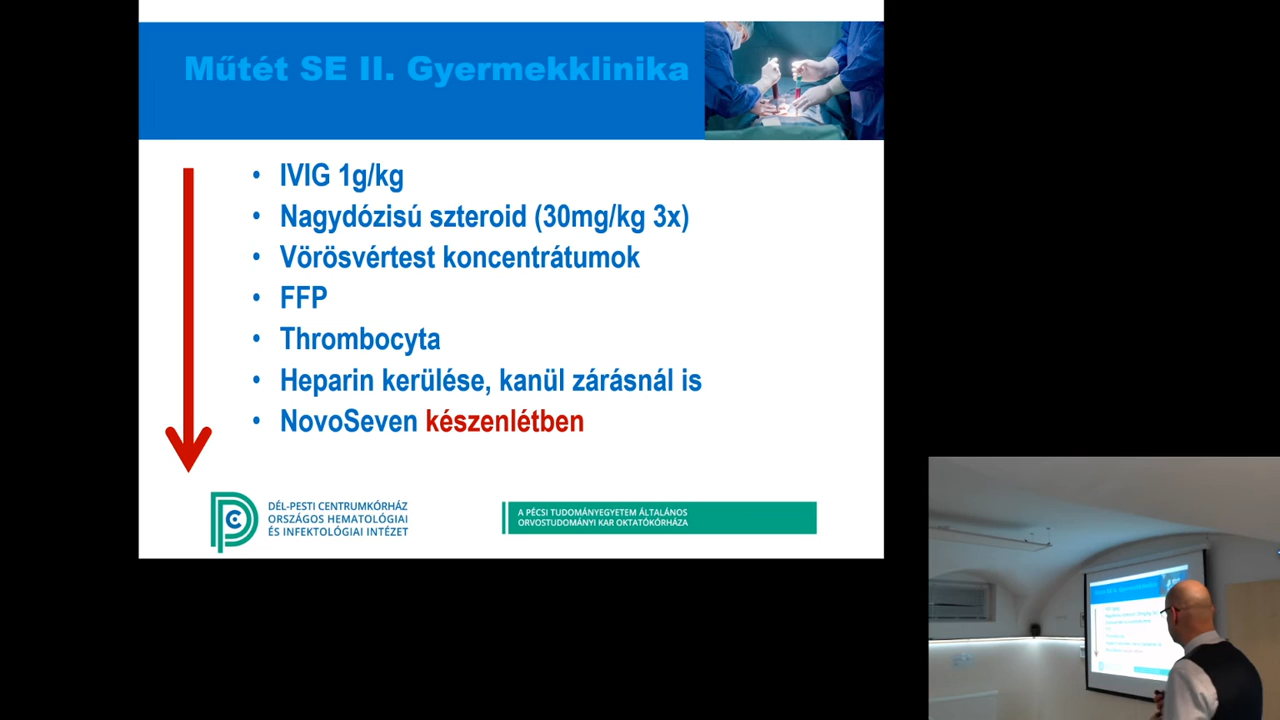 Műtét SE II. Gyermekklinika
• IVIG 1g/kg
• Nagydózisú szteroid (30mg/kg 3x)
• Vörösvértest koncentrátumok
• FFP
• Thrombocyta
• Heparin kerülése, kanül zárásnál is
• NovoSeven készenlétben
DÉL-PESTI CENTRUMKÓRHÁZ
ORSZÁGOS HEMATOLÓGIAI
ÉS INFEKTOLÓGIAI INTÉZET
A PÉCSI TUDOMÁNYEGYETEM ÁLTALÁNOS
ORVOSTUDOMÁNYI KAR OKTATÓKÓRHÁZA